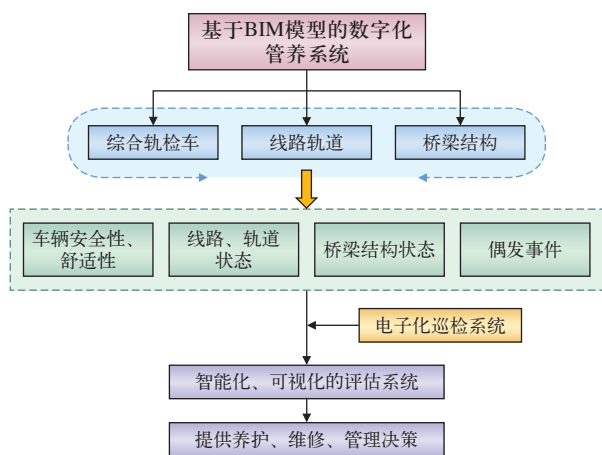 基于BIM模型的数字化
管养系统
综合轨检车
线路轨道
桥梁结构
车辆安全性、
舒适性
线路、轨道
状态
桥梁结构状态
偶发事件
电子化巡检系统
智能化、可视化的评估系统
提供养护、维修、管理决策